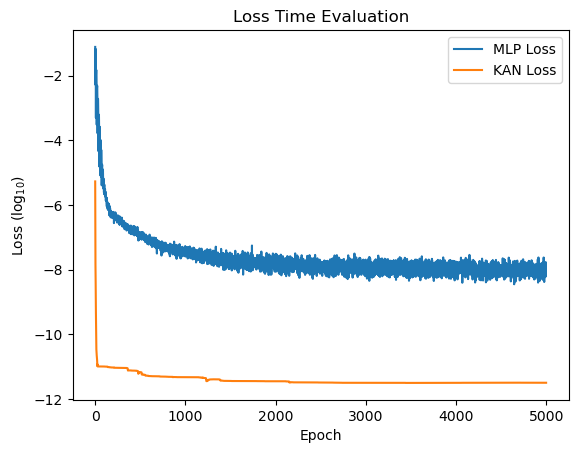 Loss Time Evaluation
MLP Loss
KAN Loss
Loss (log₁₀)
−2
−4
−6
−8
−10
−12
0
1000
2000
3000
4000
5000
Epoch